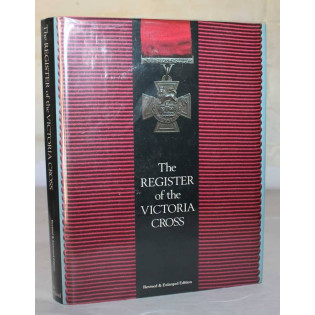 The REGISTER of the VICTORIA CROSS
The
REGISTER
of the
VICTORIA
CROSS
Revised & Enlarged Edition